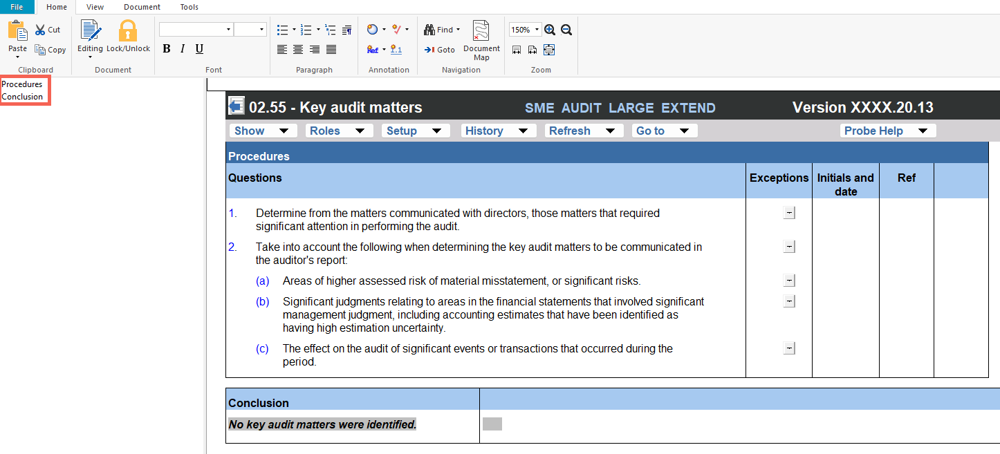 File Home View Document Tools
Paste Cut Copy
Clipboard
Editing Lock/Unlock
Document
B I U
Font
Paragraph
Ref .1
Annotation
Find Goto Document Map
Navigation
150%
Zoom
Procedures
Conclusion
02.55 - Key audit matters SME AUDIT LARGE EXTEND Version XXXX.20.13
Show Roles Setup History Refresh Go to Probe Help
Procedures
Questions Exceptions Initials and date Ref
1. Determine from the matters communicated with directors, those matters that required
significant attention in performing the audit.
2. Take into account the following when determining the key audit matters to be communicated in
the auditor's report:
(a) Areas of higher assessed risk of material misstatement, or significant risks.
(b) Significant judgments relating to areas in the financial statements that involved significant
management judgment, including accounting estimates that have been identified as
having high estimation uncertainty.
(c) The effect on the audit of significant events or transactions that occurred during the
period.
Conclusion
No key audit matters were identified.